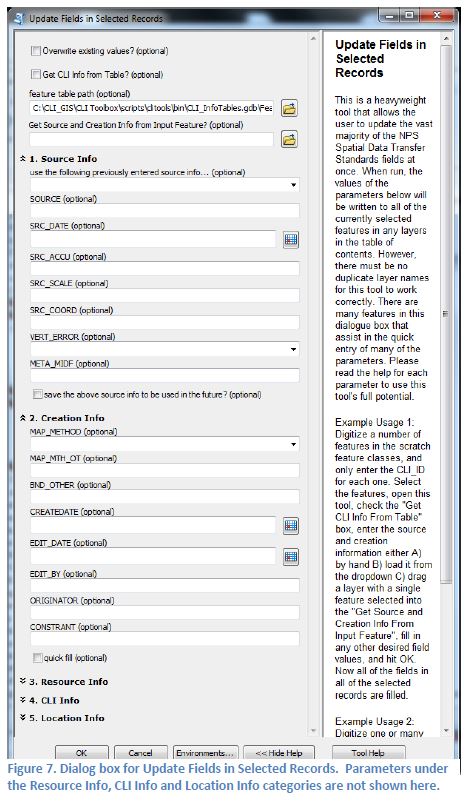 Update Fields in Selected Records
Overwrite existing values? (optional)
Get CLI Info from Table? (optional)
feature table path (optional)
C:\CLI_GIS\CLI Toolbox\scripts\clitools\bin\CLI_InfoTables.gdb\Fea
Get Source and Creation Info from Input Feature? (optional)
1. Source Info
use the following previously entered source info... (optional)
SOURCE (optional)
SRC_DATE (optional)
SRC_ACCU (optional)
SRC_SCALE (optional)
SRC_COORD (optional)
VERT_ERROR (optional)
META_MIDF (optional)
save the above source info to be used in the future? (optional)
2. Creation Info
MAP_METHOD (optional)
MAP_MTH_OT (optional)
BND_OTHER (optional)
CREATEDATE (optional)
EDIT_DATE (optional)
EDIT_BY (optional)
ORIGINATOR (optional)
CONSTRANT (optional)
quick fill (optional)
3. Resource Info
4. CLI Info
5. Location Info
OK
Cancel
Environments...
<< Hide Help
Tool Help
Update Fields in
Selected
Records
This is a heavyweight
tool that allows the
user to update the vast
majority of the NPS
Spatial Data Transfer
Standards fields at
once. When run, the
values of the
parameters below will
be written to all of the
currently selected
features in any layers
in the table of
contents. However,
there must be no
duplicate layer names
for this tool to work
correctly. There are
many features in this
dialogue box that
assist in the quick
entry of many of the
parameters. Please
read the help for each
parameter to use this
tool's full potential.
Example Usage 1:
Digitize a number of
features in the scratch
feature classes, and
only enter the CLI_ID
for each one. Select
the features, open this
tool, check the "Get
CLI Info From Table"
box, enter the source
and creation
information either A)
by hand B) load it from
the dropdown C) drag
a layer with a single
feature selected into
the "Get Source and
Creation Info From
Input Feature", fill in
any other desired field
values, and hit OK.
Now all of the fields in
all of the selected
records are filled.
Example Usage 2:
Digitize one or many
Figure 7. Dialog box for Update Fields in Selected Records. Parameters under
the Resource Info, CLI Info and Location Info categories are not shown here.